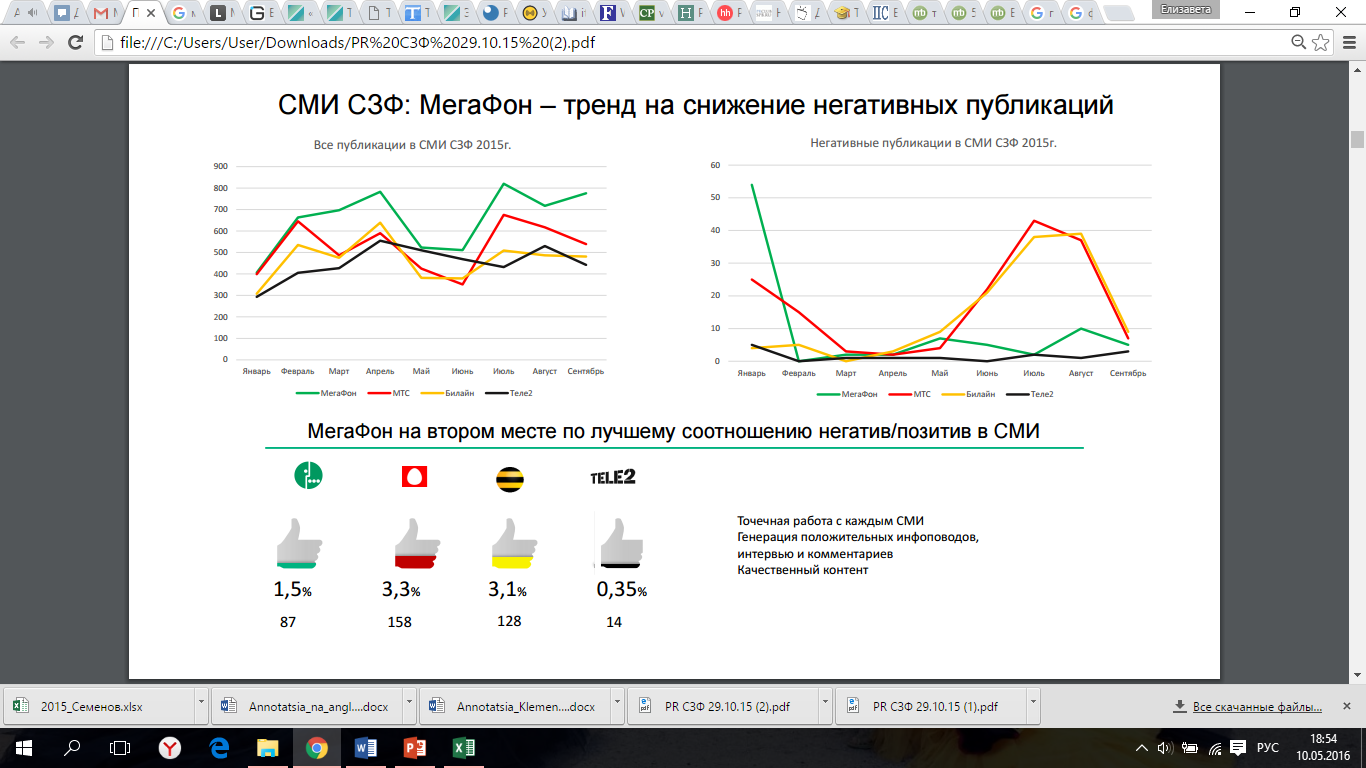 Елизавета
file:///C:/Users/User/Downloads/PR%20СЗФ%2029.10.15%20(2).pdf
СМИ СЗФ: МегаФон – тренд на снижение негативных публикаций
Все публикации в СМИ СЗФ 2015г.
900
800
700
600
500
400
300
200
100
0
Январь Февраль Март Апрель Май Июнь Июль Август Сентябрь
МегаФон МТС Билайн Теле2
Негативные публикации в СМИ СЗФ 2015г.
60
50
40
30
20
10
0
Январь Февраль Март Апрель Май Июнь Июль Август Сентябрь
МегаФон МТС Билайн Теле2
МегаФон на втором месте по лучшему соотношению негатив/позитив в СМИ
TELE2
1,5% 3,3% 3,1% 0,35%
87 158 128 14
Точечная работа с каждым СМИ
Генерация положительных инфоповодов,
интервью и комментариев
Качественный контент
2015_Семенов.xlsx
Annotatsia_na_angl....docx
Annotatsia_Klemen....docx
PR СЗФ 29.10.15 (2).pdf
PR СЗФ 29.10.15 (1).pdf
Все скачанные файлы...
РУС
18:54
10.05.2016